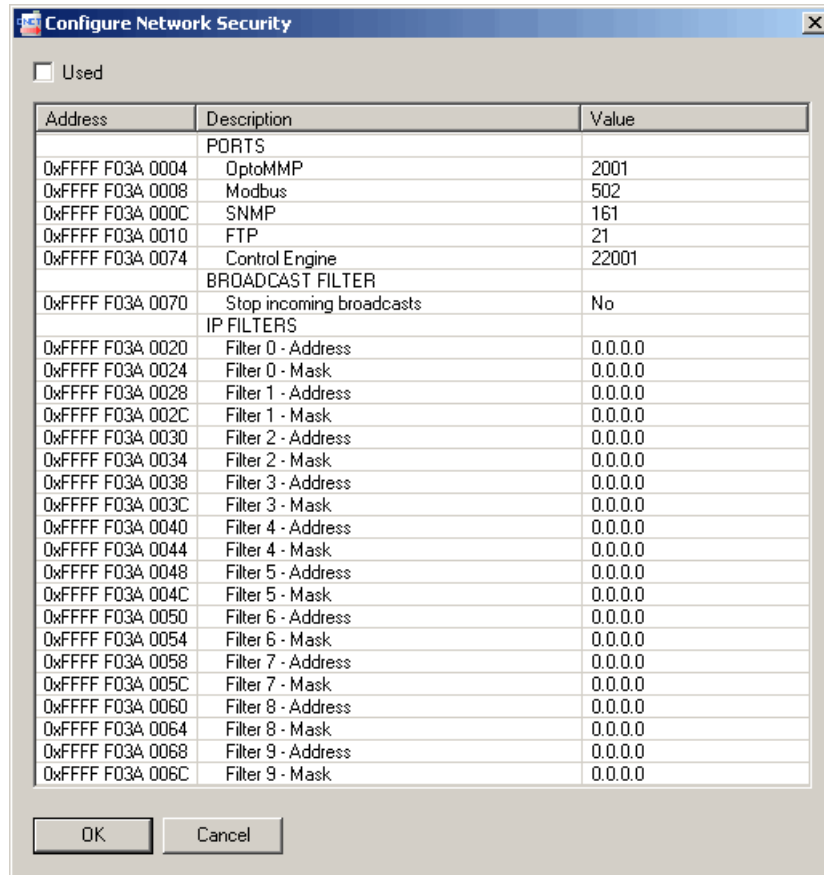 Configure Network Security
Used
Address Description Value
PORTS
0xFFFF F03A 0004 OptoMMP 2001
0xFFFF F03A 0008 Modbus 502
0xFFFF F03A 000C SNMP 161
0xFFFF F03A 0010 FTP 21
0xFFFF F03A 0074 Control Engine 22001
BROADCAST FILTER
0xFFFF F03A 0070 Stop incoming broadcasts No
IP FILTERS
0xFFFF F03A 0020 Filter 0 - Address 0.0.0.0
0xFFFF F03A 0024 Filter 0 - Mask 0.0.0.0
0xFFFF F03A 0028 Filter 1 - Address 0.0.0.0
0xFFFF F03A 002C Filter 1 - Mask 0.0.0.0
0xFFFF F03A 0030 Filter 2 - Address 0.0.0.0
0xFFFF F03A 0034 Filter 2 - Mask 0.0.0.0
0xFFFF F03A 0038 Filter 3 - Address 0.0.0.0
0xFFFF F03A 003C Filter 3 - Mask 0.0.0.0
0xFFFF F03A 0040 Filter 4 - Address 0.0.0.0
0xFFFF F03A 0044 Filter 4 - Mask 0.0.0.0
0xFFFF F03A 0048 Filter 5 - Address 0.0.0.0
0xFFFF F03A 004C Filter 5 - Mask 0.0.0.0
0xFFFF F03A 0050 Filter 6 - Address 0.0.0.0
0xFFFF F03A 0054 Filter 6 - Mask 0.0.0.0
0xFFFF F03A 0058 Filter 7 - Address 0.0.0.0
0xFFFF F03A 005C Filter 7 - Mask 0.0.0.0
0xFFFF F03A 0060 Filter 8 - Address 0.0.0.0
0xFFFF F03A 0064 Filter 8 - Mask 0.0.0.0
0xFFFF F03A 0068 Filter 9 - Address 0.0.0.0
0xFFFF F03A 006C Filter 9 - Mask 0.0.0.0
OK Cancel